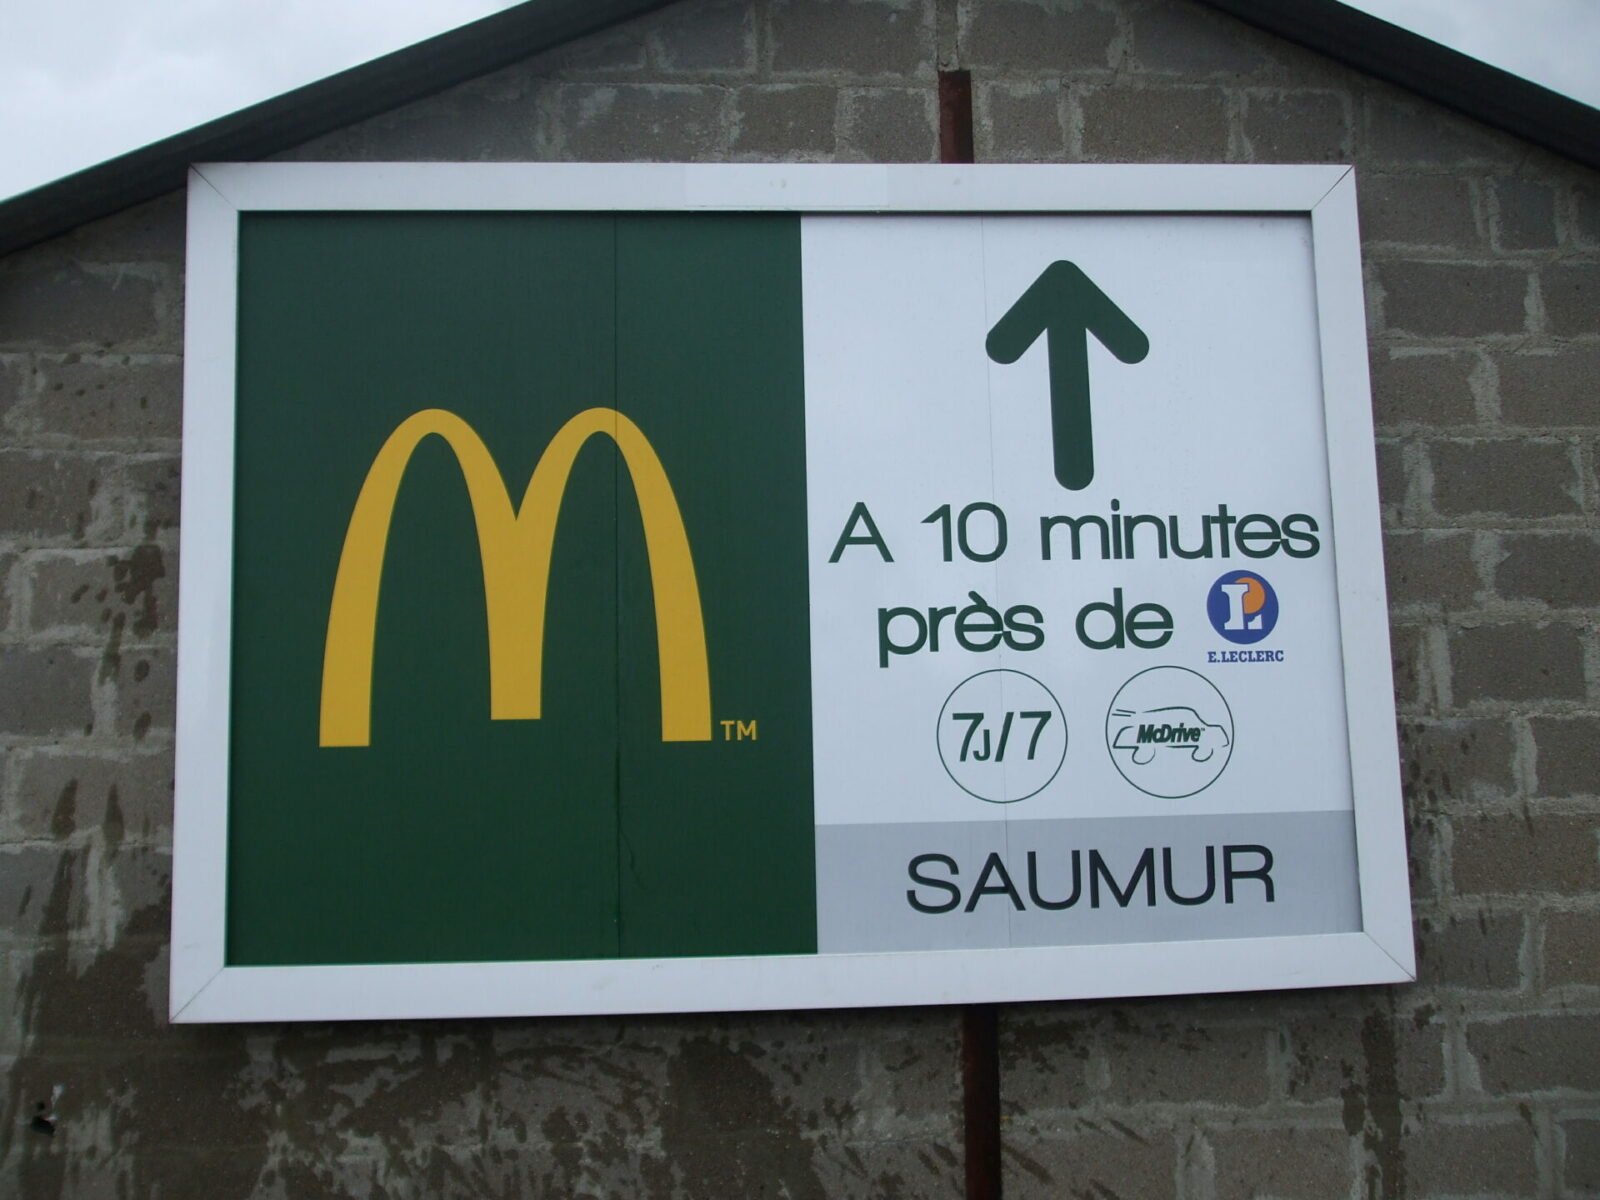 M TM
A 10 minutes
près de L
E.LECLERC
7J/7
McDrive
SAUMUR